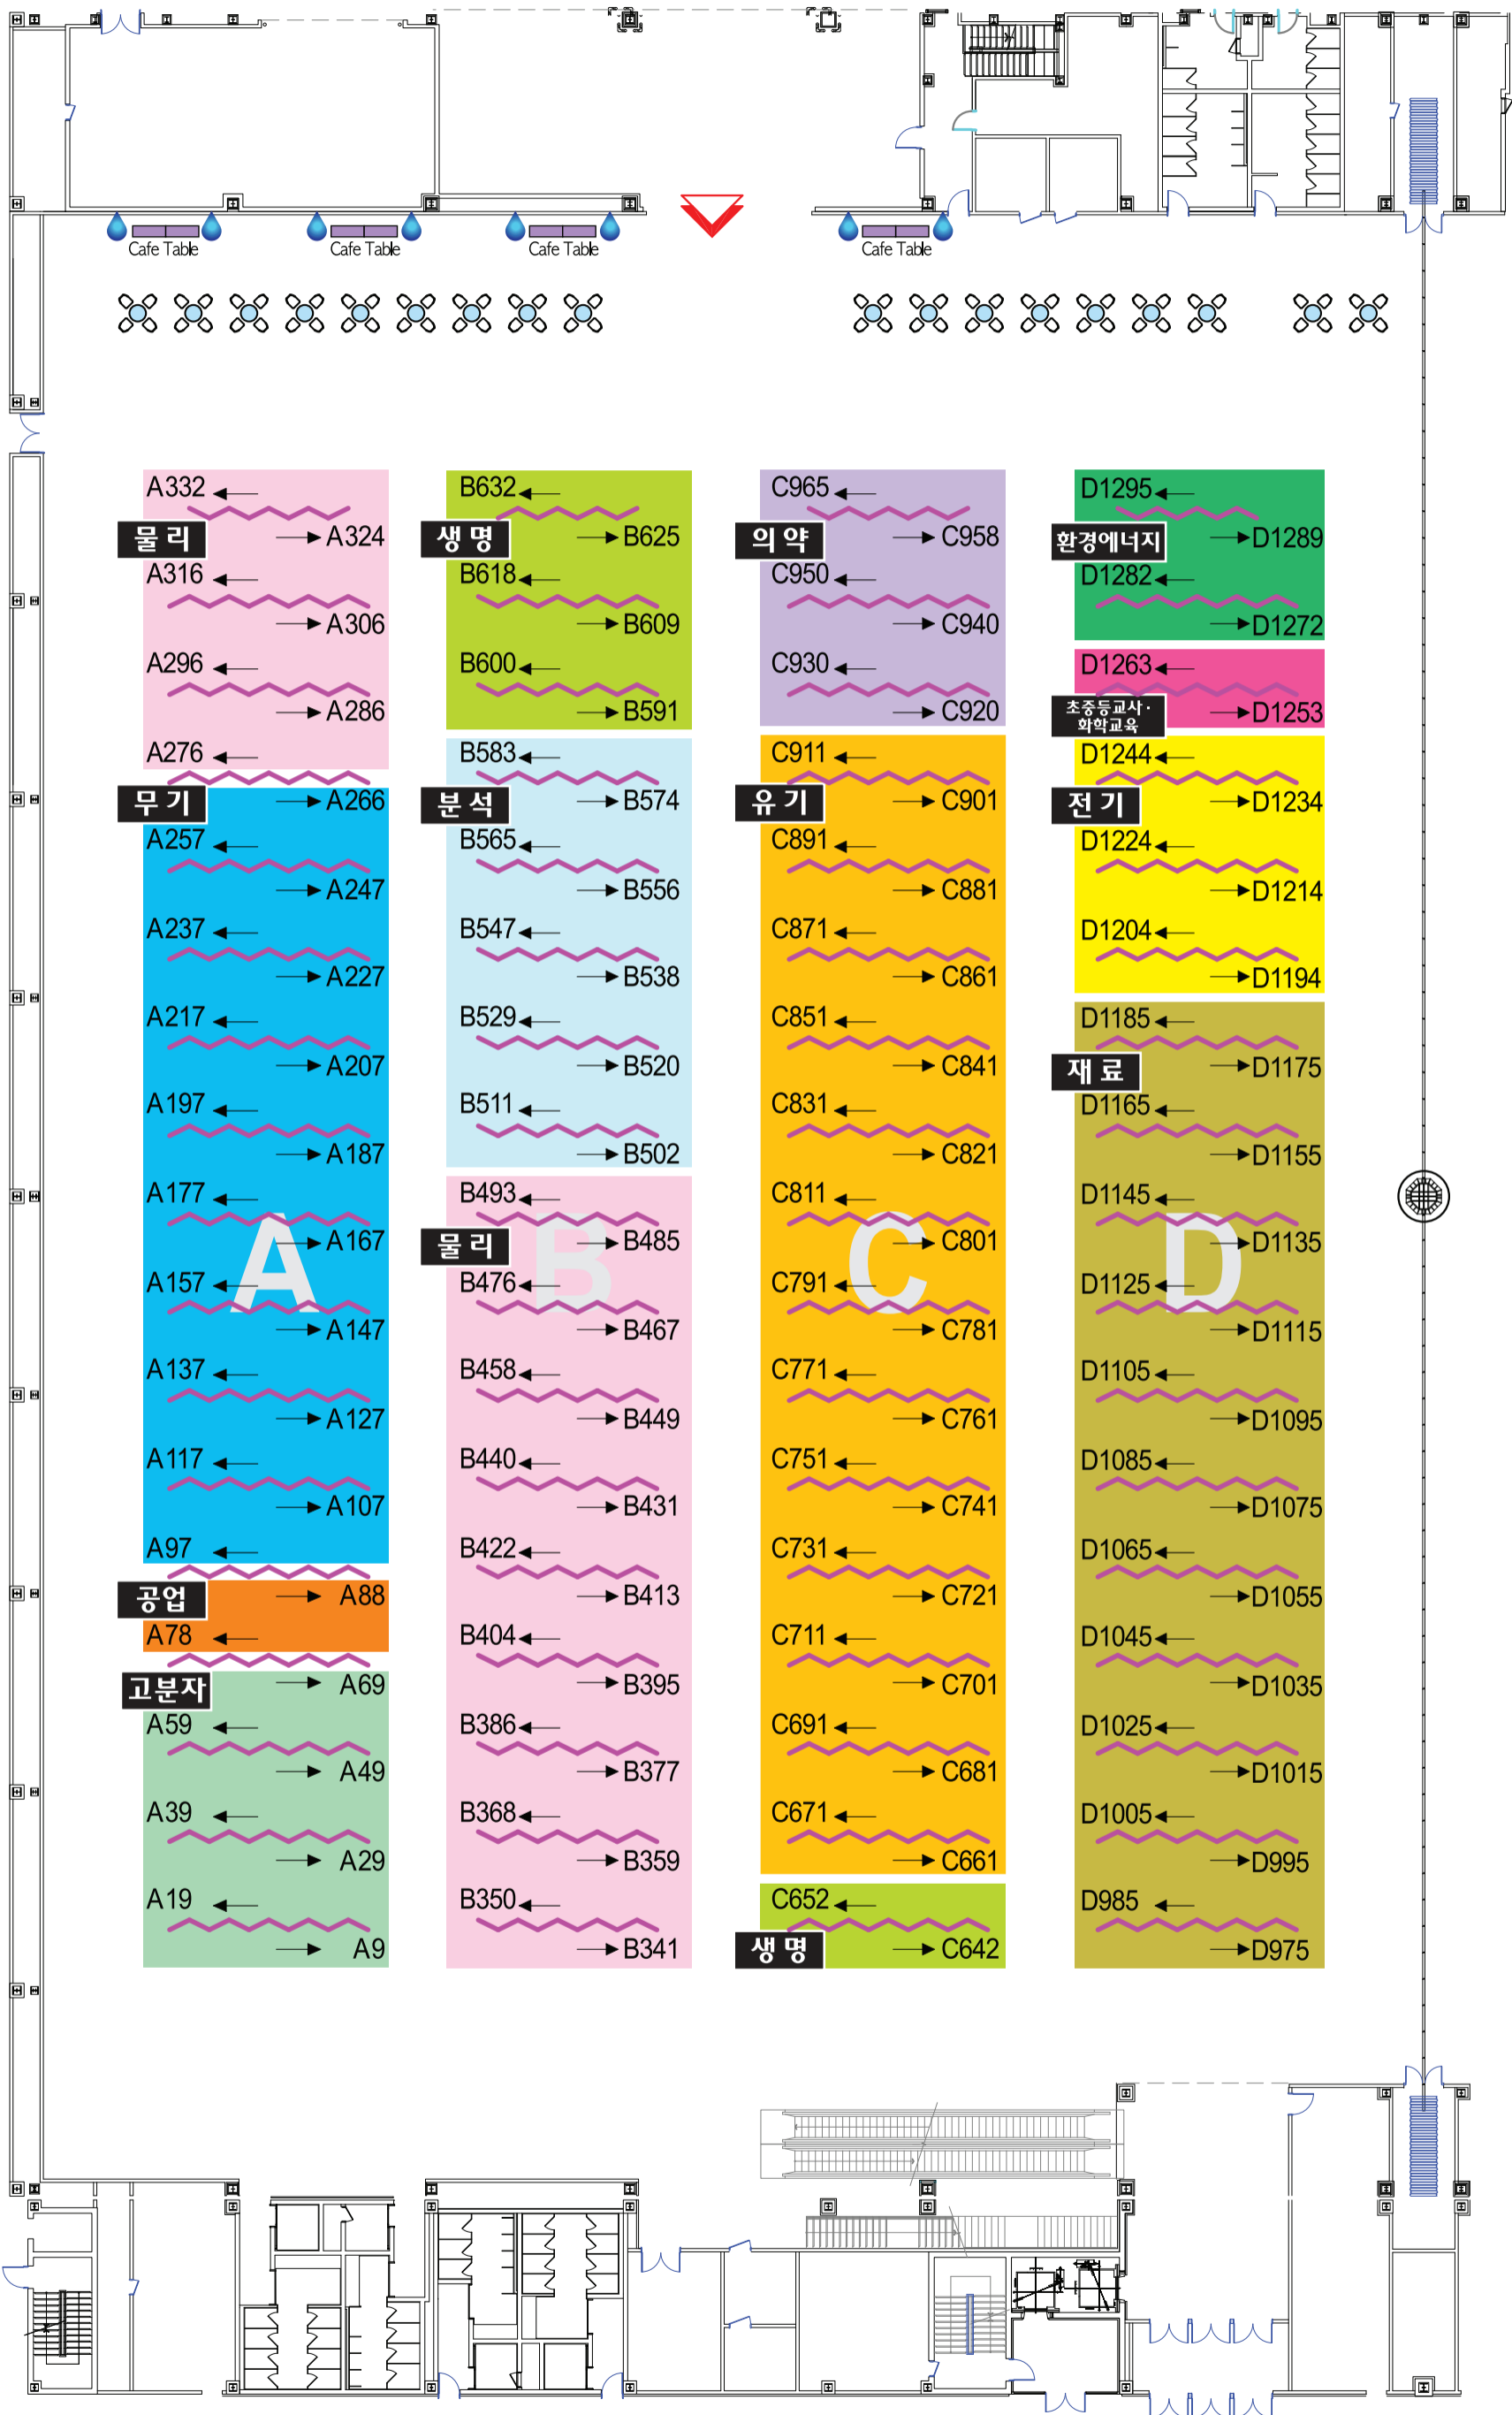 Cafe Table
Cafe Table
Cafe Table
Cafe Table
A332
물리
A324
A316
A306
A296
A286
A276
무기
A266
A257
A247
A237
A227
A217
A207
A197
A187
A177
A
A167
A157
A147
A137
A127
A117
A107
A97
공업
A88
A78
고분자
A69
A59
A49
A39
A29
A19
A9
B632
생명
B625
B618
B609
B600
B591
B583
분석
B574
B565
B556
B547
B538
B529
B520
B511
B502
B493
물리
B
B485
B476
B467
B458
B449
B440
B431
B422
B413
B404
B395
B386
B377
B368
B359
B350
B341
C965
의약
C958
C950
C940
C930
C920
C911
유기
C901
C891
C881
C871
C861
C851
C841
C831
C821
C811
C
C801
C791
C781
C771
C761
C751
C741
C731
C721
C711
C701
C691
C681
C671
C661
C652
생명
C642
D1295
환경에너지
D1289
D1282
D1272
D1263
초중등교사·
화학교육
D1253
D1244
전기
D1234
D1224
D1214
D1204
D1194
D1185
재료
D1175
D1165
D1155
D1145
D
D1135
D1125
D1115
D1105
D1095
D1085
D1075
D1065
D1055
D1045
D1035
D1025
D1015
D1005
D995
D985
D975